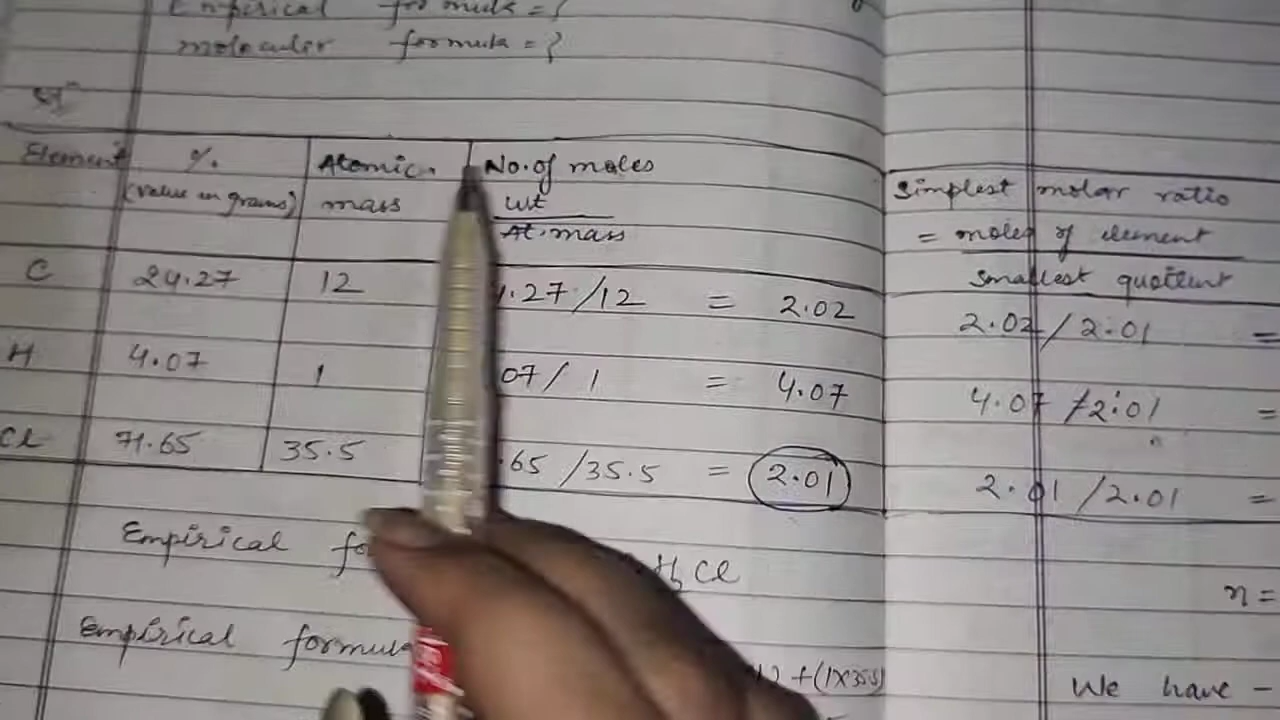 Empirical formula = ?
molecular formula = ?
Element % Atomic. No. of moles
(value in grams) mass Wt
At. mass
Simplest molar ratio
= moles of element
Smallest quotient
C 24.27 12 .27/12 = 2.02 2.02/2.01 =
H 4.07 1 07/1 = 4.07 4.07/2.01 =
Cl 71.65 35.5 .65/35.5 = 2.01 2.01/2.01 =
Empirical Cl
n =
Empirical formula + (1x35.5)
We have -